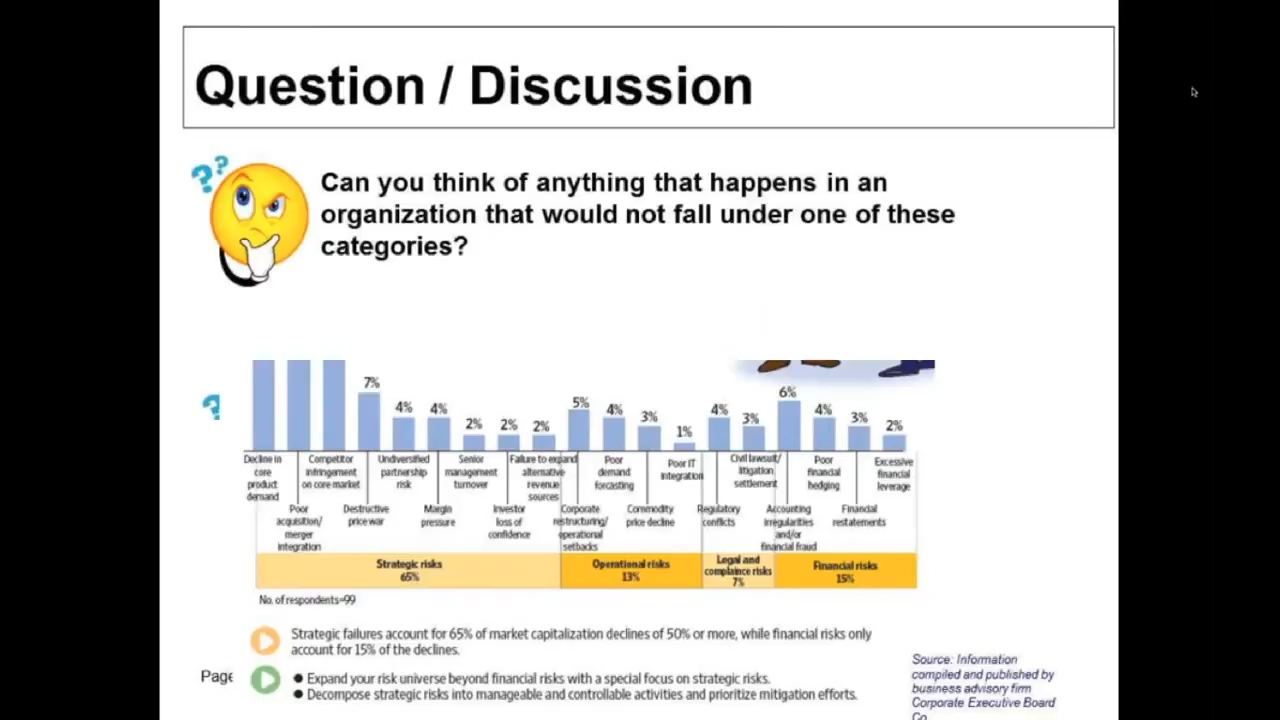 Question / Discussion
??
Can you think of anything that happens in an
organization that would not fall under one of these
categories?
?
7%
4%
4%
2%
2%
2%
5%
4%
3%
1%
4%
3%
6%
4%
3%
2%
Decline in
core
product
demand
Poor
acquisition/
merger
integration
Competitor
infringement
on core market
Destructive
price war
Undiversified
partnership
risk
Margin
pressure
Senior
management
turnover
Investor
loss of
confidence
Failure to expand
alternative
revenue
sources
Corporate
restructuring/
operational
setbacks
Poor
demand
forcasting
Commodity
price decline
Poor IT
integration
Regulatory
conflicts
Civil lawsuit/
litigation
settlement
Accounting
irregularities
and/or
financial fraud
Poor
financial
hedging
Financial
restatements
Excessive
financial
leverage
Strategic risks
65%
Operational risks
13%
Legal and
complaince risks
7%
Financial risks
15%
No. of respondents=99
Strategic failures account for 65% of market capitalization declines of 50% or more, while financial risks only
account for 15% of the declines.
● Expand your risk universe beyond financial risks with a special focus on strategic risks.
● Decompose strategic risks into manageable and controllable activities and prioritize mitigation efforts.
Page
Source: Information
compiled and published by
business advisory firm
Corporate Executive Board
Co